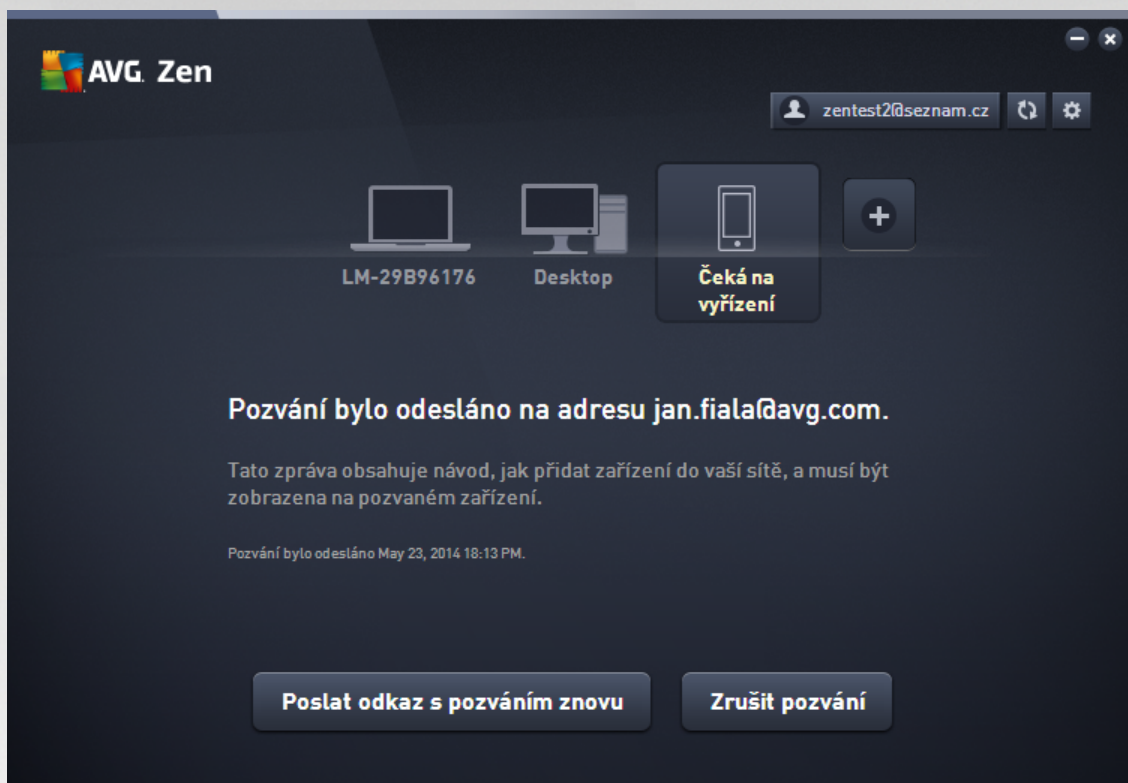 AVG. Zen
zentest2@seznam.cz
LM-29B96176
Desktop
Čeká na
vyřízení
Pozvání bylo odesláno na adresu jan.fiala@avg.com.
Tato zpráva obsahuje návod, jak přidat zařízení do vaší sítě, a musí být
zobrazena na pozvaném zařízení.
Pozvání bylo odesláno May 23, 2014 18:13 PM.
Poslat odkaz s pozváním znovu
Zrušit pozvání